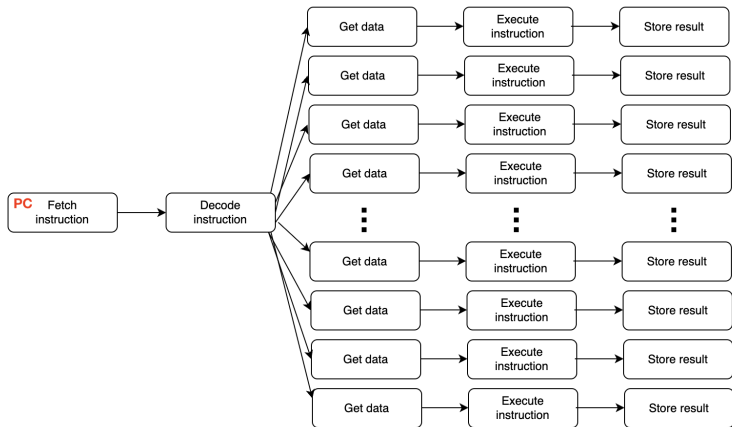 Get data
Execute
instruction
Store result
Get data
Execute
instruction
Store result
Get data
Execute
instruction
Store result
Get data
Execute
instruction
Store result
PC Fetch
instruction
Decode
instruction
Get data
Execute
instruction
Store result
Get data
Execute
instruction
Store result
Get data
Execute
instruction
Store result
Get data
Execute
instruction
Store result